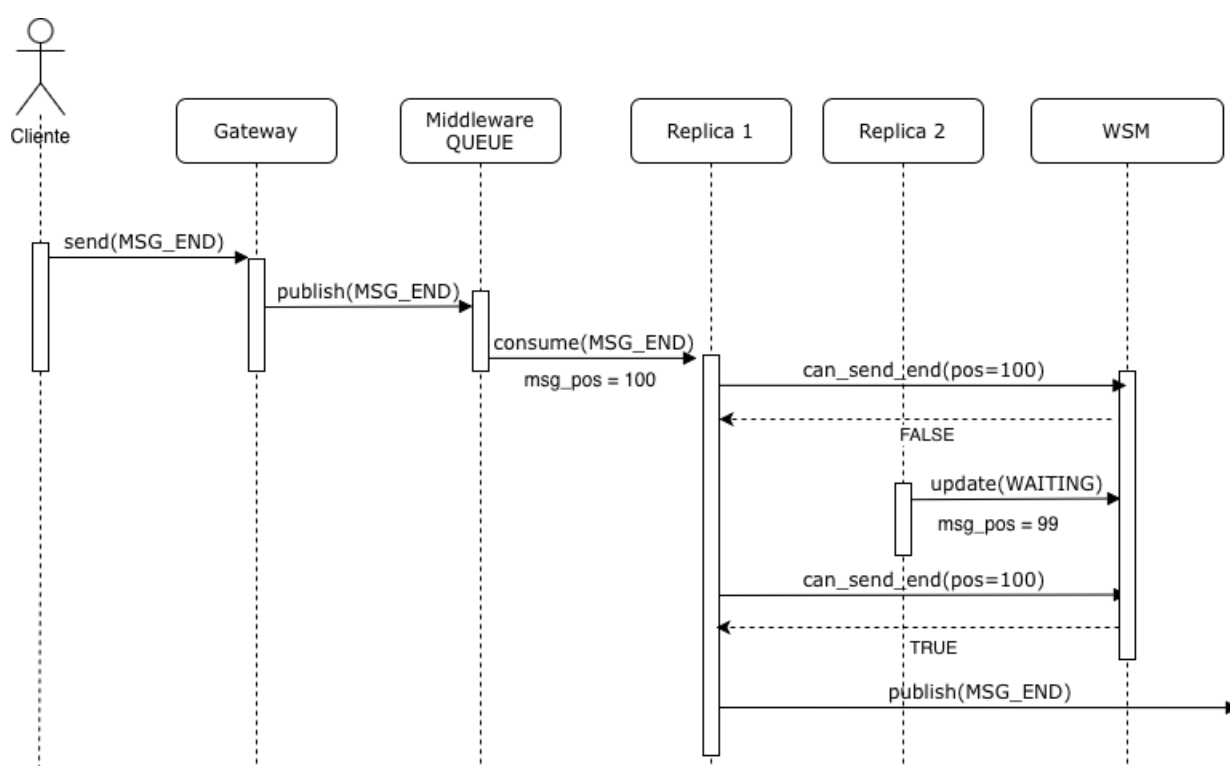 Cliente
Gateway
Middleware
QUEUE
Replica 1
Replica 2
WSM
send(MSG_END)
publish(MSG_END)
consume(MSG_END)
msg_pos = 100
can_send_end(pos=100)
FALSE
update(WAITING)
msg_pos = 99
can_send_end(pos=100)
TRUE
publish(MSG_END)